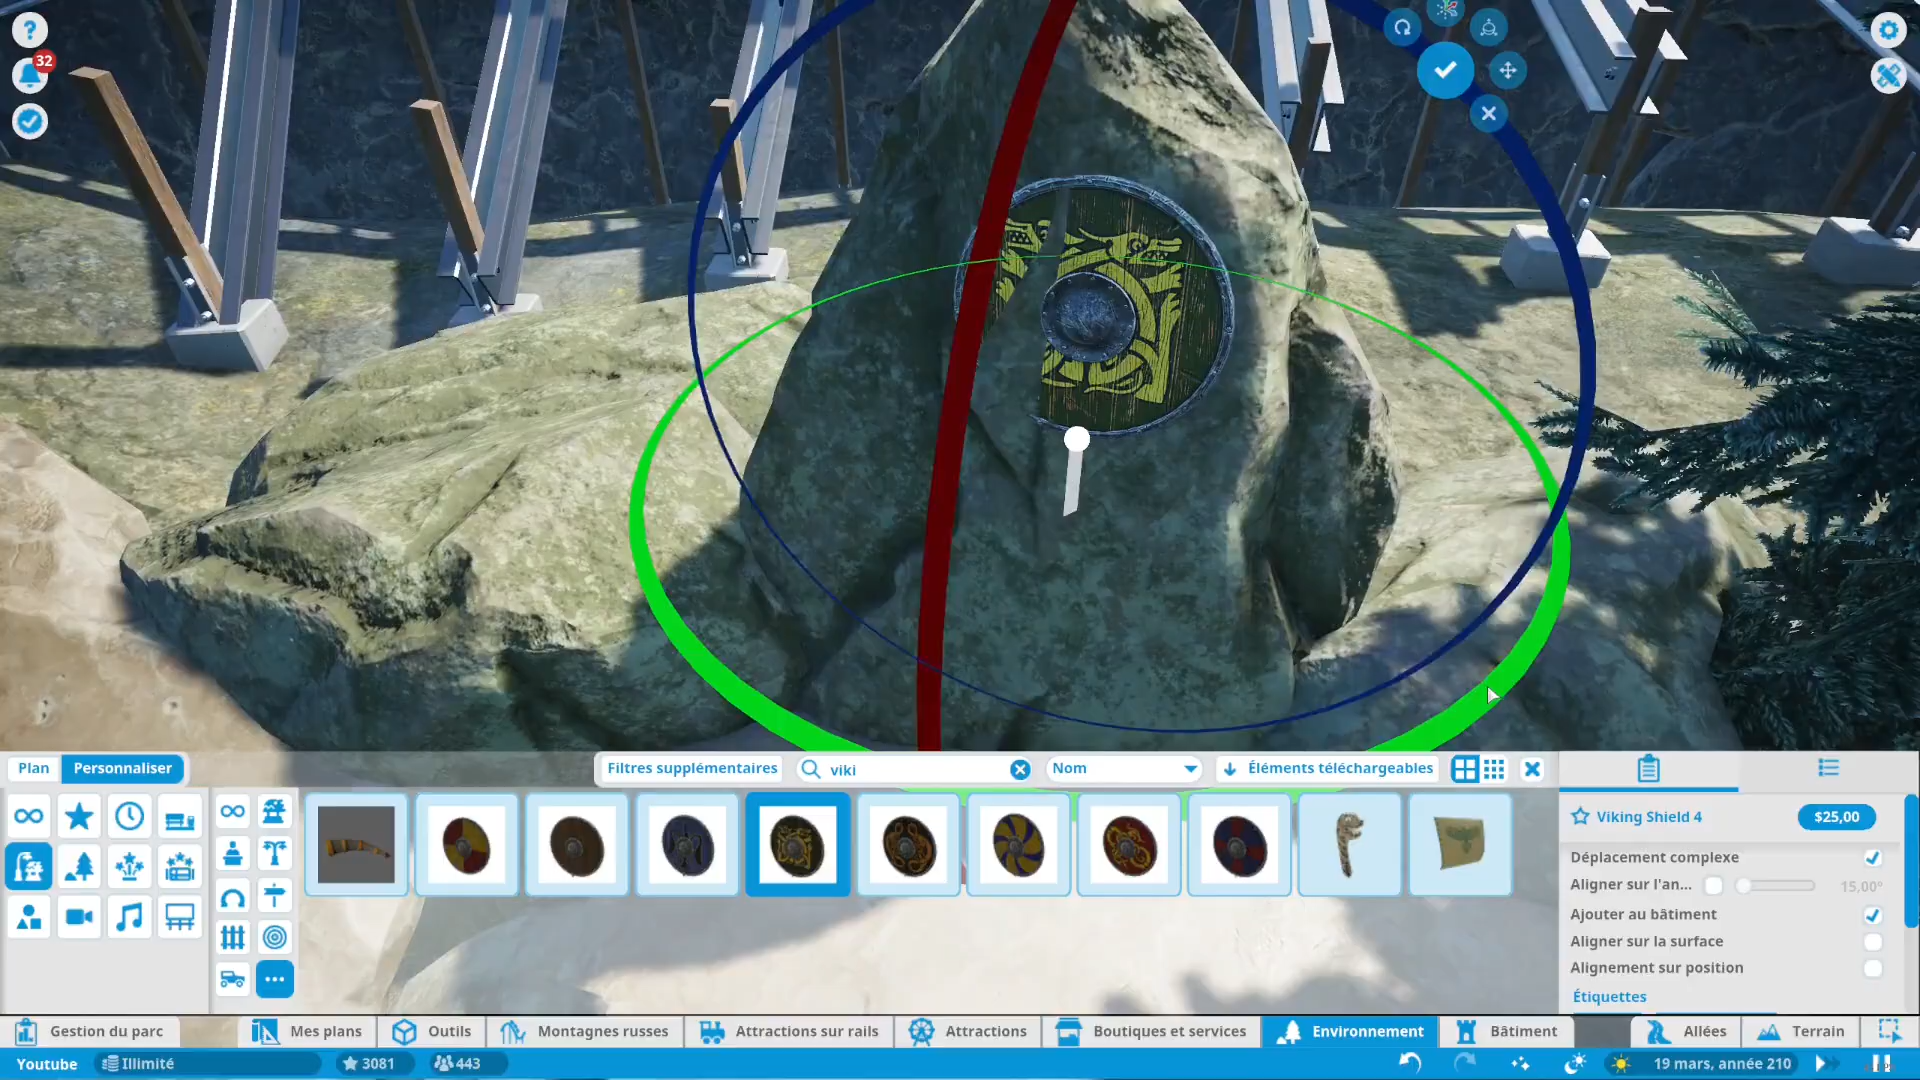 ?
32
Plan
Personnaliser
Filtres supplémentaires
viki
Nom
Éléments téléchargeables
Viking Shield 4
$25,00
Déplacement complexe
Aligner sur l'an...
15,00°
Ajouter au bâtiment
Aligner sur la surface
Alignement sur position
Étiquettes
Gestion du parc
Mes plans
Outils
Montagnes russes
Attractions sur rails
Attractions
Boutiques et services
Environnement
Bâtiment
Allées
Terrain
Youtube
Illimité
3081
443
19 mars, année 210